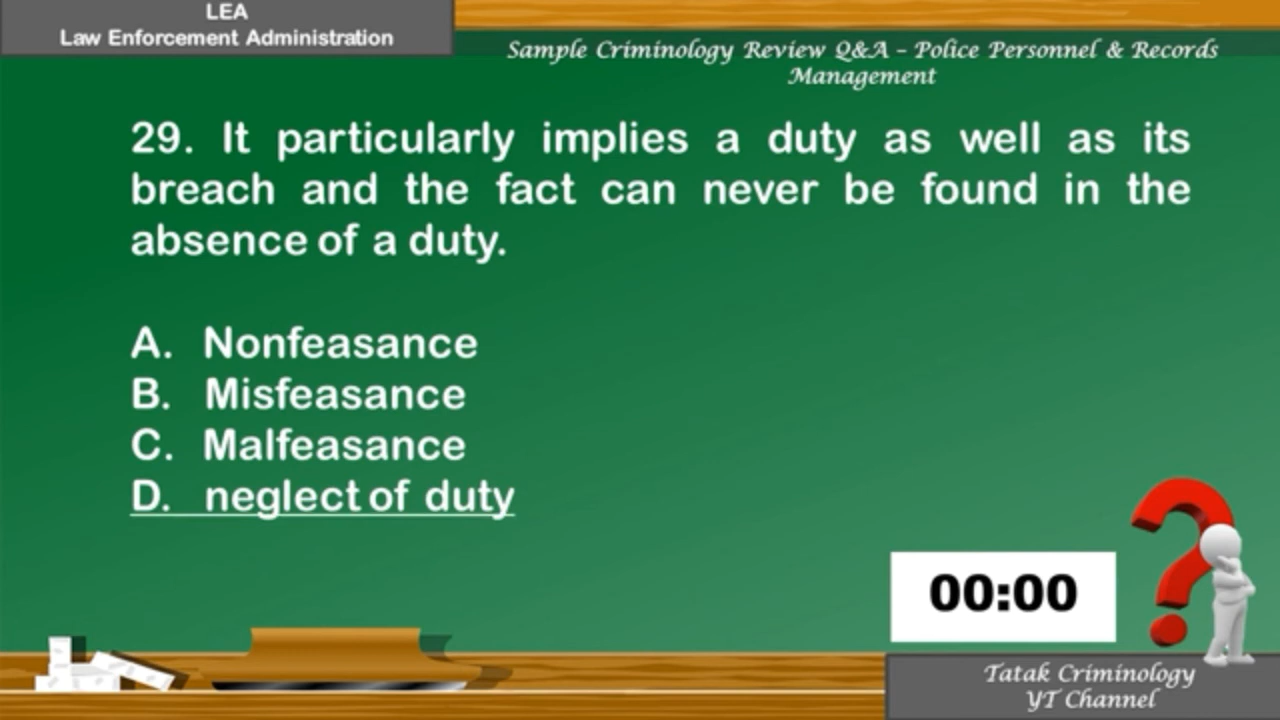 LEA
Law Enforcement Administration
Sample Criminology Review Q&A – Police Personnel & Records
Management
29. It particularly implies a duty as well as its
breach and the fact can never be found in the
absence of a duty.
A. Nonfeasance
B. Misfeasance
C. Malfeasance
D. neglect of duty
00:00
Tatak Criminology
YT Channel